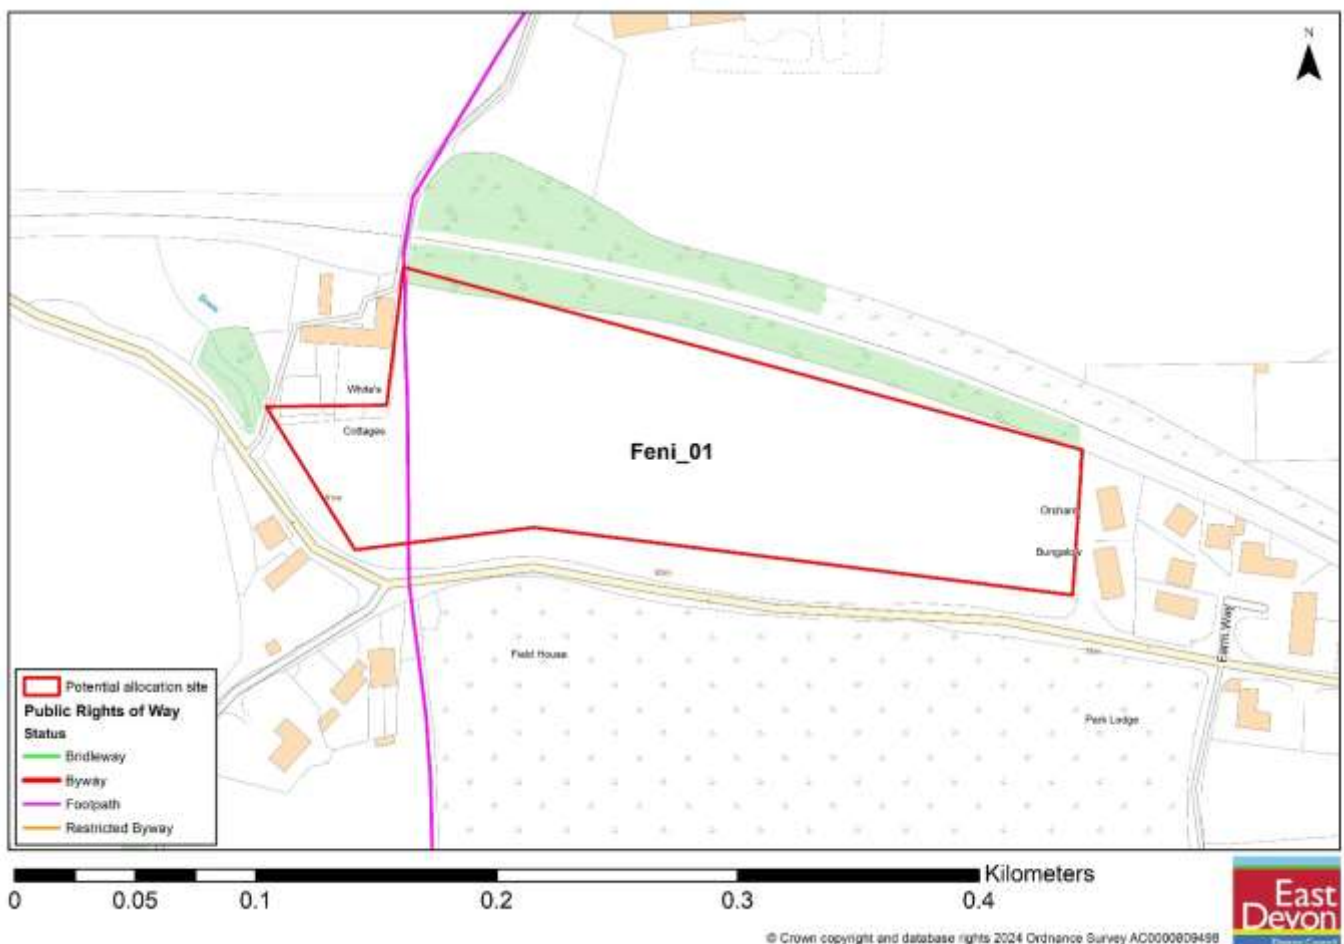 N
Drain
White's
Cottages
Feni_01
Orchard
Bungalow
Field House
Farm Way
Park Lodge
Potential allocation site
Public Rights of Way
Status
Bridleway
Byway
Footpath
Restricted Byway
Kilometers
0 0.05 0.1 0.2 0.3 0.4
East
Devon
© Crown copyright and database rights 2024 Ordnance Survey AC0000809498